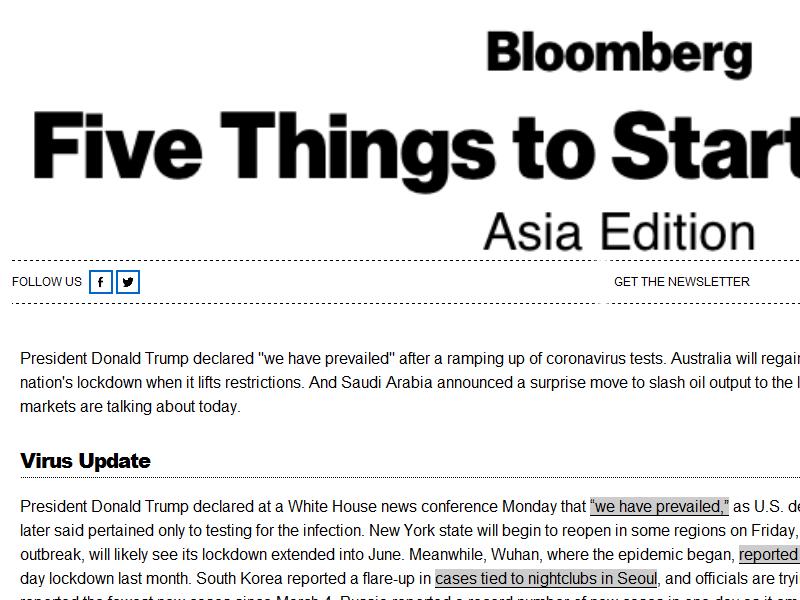 Bloomberg
Five Things to Start
Asia Edition
FOLLOW US
GET THE NEWSLETTER
President Donald Trump declared "we have prevailed" after a ramping up of coronavirus tests. Australia will regain
nation's lockdown when it lifts restrictions. And Saudi Arabia announced a surprise move to slash oil output to the
markets are talking about today.
Virus Update
President Donald Trump declared at a White House news conference Monday that “we have prevailed,” as U.S.
later said pertained only to testing for the infection. New York state will begin to reopen in some regions on Friday,
outbreak, will likely see its lockdown extended into June. Meanwhile, Wuhan, where the epidemic began, reported
day lockdown last month. South Korea reported a flare-up in cases tied to nightclubs in Seoul, and officials are